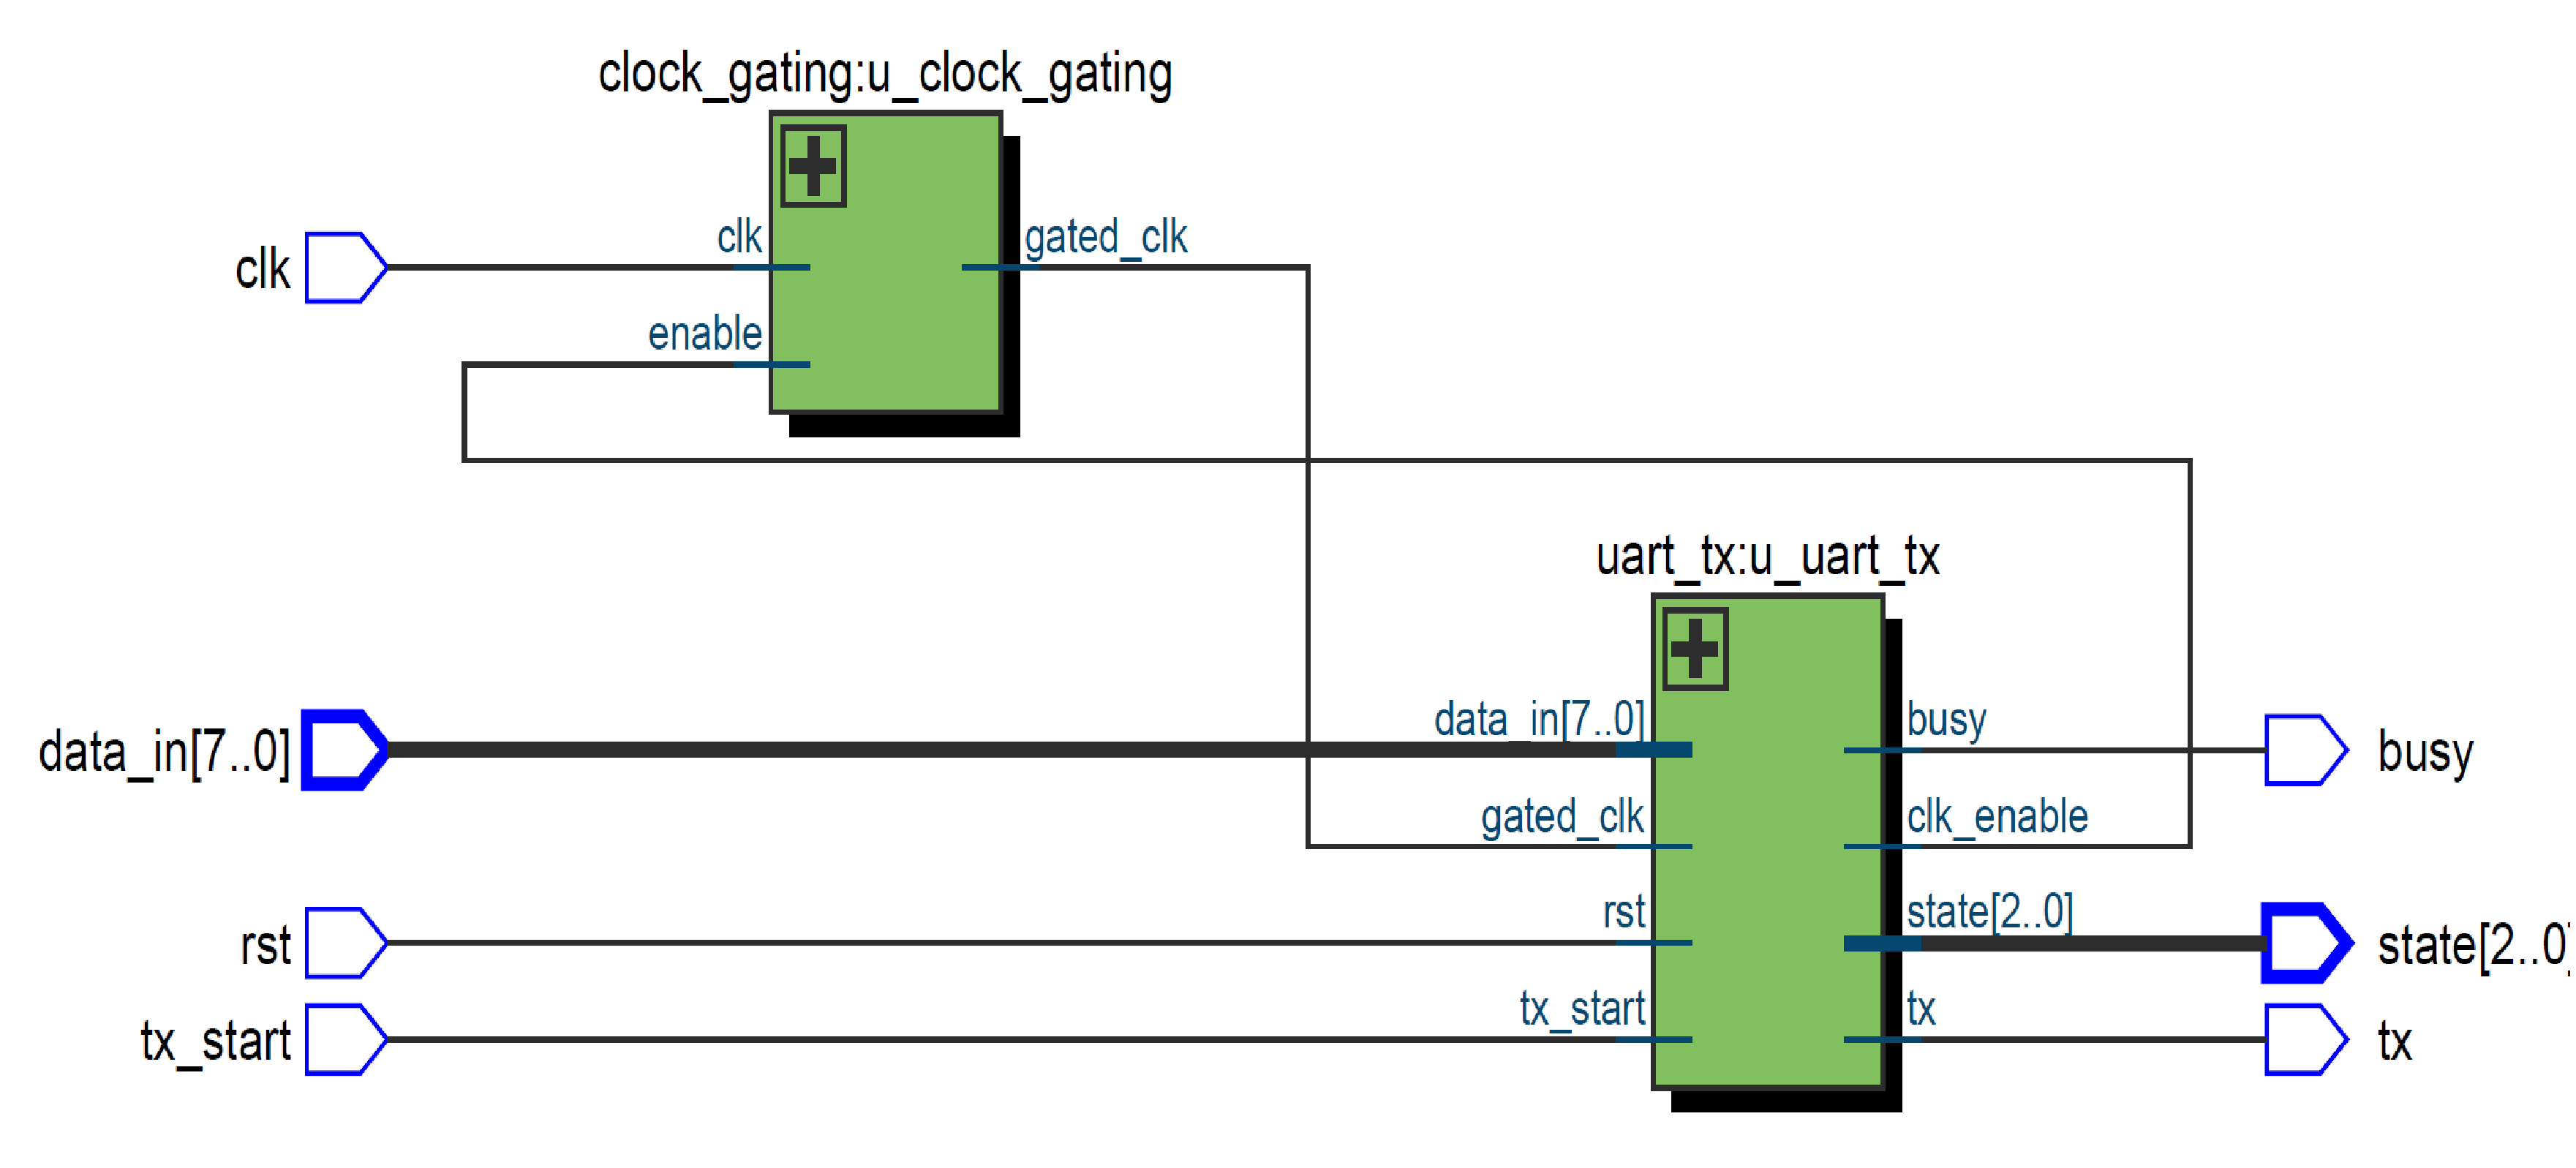 clock_gating:u_clock_gating
clk
clk
gated_clk
enable
uart_tx:u_uart_tx
data_in[7..0]
data_in[7..0]
busy
busy
gated_clk
clk_enable
rst
rst
state[2..0]
state[2..0]
tx_start
tx_start
tx
tx